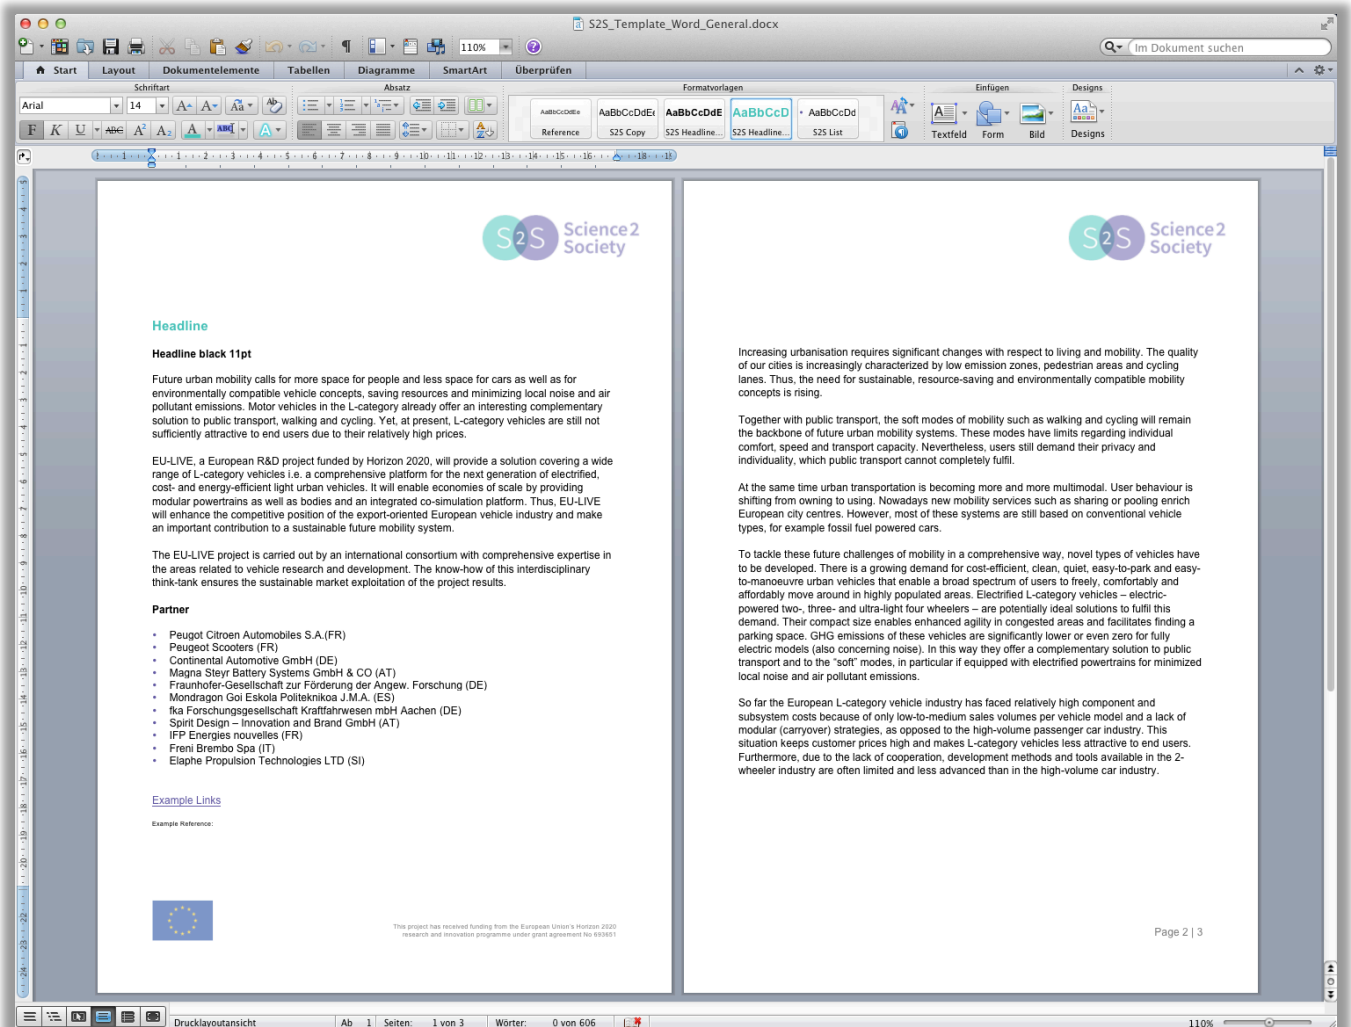 S2S_Template_Word_General.docx
110%
Im Dokument suchen
Start Layout Dokumentelemente Tabellen Diagramme SmartArt Überprüfen
Schriftart Absatz Formatvorlagen Einfügen Designs
Arial 14
AaBbCcDdEe AaBbCcDdEe AaBbCcDdE AaBbCcD AaBbCcDd
Reference S2S Copy S2S Headline... S2S Headline... S2S List
Textfeld Form Bild Designs
S2S Science2
Society
Headline
Headline black 11pt
Future urban mobility calls for more space for people and less space for cars as well as for
environmentally compatible vehicle concepts, saving resources and minimizing local noise and air
pollutant emissions. Motor vehicles in the L-category already offer an interesting complementary
solution to public transport, walking and cycling. Yet, at present, L-category vehicles are still not
sufficiently attractive to end users due to their relatively high prices.
EU-LIVE, a European R&D project funded by Horizon 2020, will provide a solution covering a wide
range of L-category vehicles i.e. a comprehensive platform for the next generation of electrified,
cost- and energy-efficient light urban vehicles. It will enable economies of scale by providing
modular powertrains as well as bodies and an integrated co-simulation platform. Thus, EU-LIVE
will enhance the competitive position of the export-oriented European vehicle industry and make
an important contribution to a sustainable future mobility system.
The EU-LIVE project is carried out by an international consortium with comprehensive expertise in
the areas related to vehicle research and development. The know-how of this interdisciplinary
think-tank ensures the sustainable market exploitation of the project results.
Partner
• Peugot Citroen Automobiles S.A.(FR)
• Peugeot Scooters (FR)
• Continental Automotive GmbH (DE)
• Magna Steyr Battery Systems GmbH & CO (AT)
• Fraunhofer-Gesellschaft zur Förderung der Angew. Forschung (DE)
• Mondragon Goi Eskola Politeknikoa J.M.A. (ES)
• fka Forschungsgesellschaft Kraftfahrwesen mbH Aachen (DE)
• Spirit Design – Innovation and Brand GmbH (AT)
• IFP Energies nouvelles (FR)
• Freni Brembo Spa (IT)
• Elaphe Propulsion Technologies LTD (SI)
Example Links
Example Reference:
This project has received funding from the European Union's Horizon 2020
research and innovation programme under grant agreement No 693651
S2S Science2
Society
Increasing urbanisation requires significant changes with respect to living and mobility. The quality
of our cities is increasingly characterized by low emission zones, pedestrian areas and cycling
lanes. Thus, the need for sustainable, resource-saving and environmentally compatible mobility
concepts is rising.
Together with public transport, the soft modes of mobility such as walking and cycling will remain
the backbone of future urban mobility systems. These modes have limits regarding individual
comfort, speed and transport capacity. Nevertheless, users still demand their privacy and
individuality, which public transport cannot completely fulfil.
At the same time urban transportation is becoming more and more multimodal. User behaviour is
shifting from owning to using. Nowadays new mobility services such as sharing or pooling enrich
European city centres. However, most of these systems are still based on conventional vehicle
types, for example fossil fuel powered cars.
To tackle these future challenges of mobility in a comprehensive way, novel types of vehicles have
to be developed. There is a growing demand for cost-efficient, clean, quiet, easy-to-park and easy-
to-manoeuvre urban vehicles that enable a broad spectrum of users to freely, comfortably and
affordably move around in highly populated areas. Electrified L-category vehicles – electric-
powered two-, three- and ultra-light four wheelers – are potentially ideal solutions to fulfil this
demand. Their compact size enables enhanced agility in congested areas and facilitates finding a
parking space. GHG emissions of these vehicles are significantly lower or even zero for fully
electric models (also concerning noise). In this way they offer a complementary solution to public
transport and to the “soft” modes, in particular if equipped with electrified powertrains for minimized
local noise and air pollutant emissions.
So far the European L-category vehicle industry has faced relatively high component and
subsystem costs because of only low-to-medium sales volumes per vehicle model and a lack of
modular (carryover) strategies, as opposed to the high-volume passenger car industry. This
situation keeps customer prices high and makes L-category vehicles less attractive to end users.
Furthermore, due to the lack of cooperation, development methods and tools available in the 2-
wheeler industry are often limited and less advanced than in the high-volume car industry.
Page 2 | 3
Drucklayoutansicht Ab 1 Seiten: 1 von 3 Wörter: 0 von 606 110%